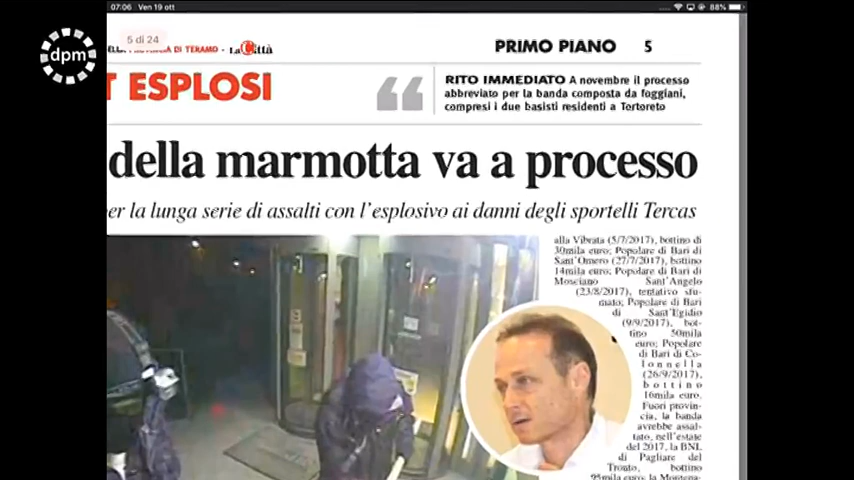 07:06 Ven 19 ott
88%
5 di 24
dpm
DI TERAMO - La Città
PRIMO PIANO 5
T ESPLOSI
RITO IMMEDIATO A novembre il processo
abbreviato per la banda composta da foggiani,
compresi i due basisti residenti a Tortoreto
della marmotta va a processo
er la lunga serie di assalti con l'esplosivo ai danni degli sportelli Tercas
alla Vibrata (5/7/2017), bottino di
30mila euro; Popolare di Bari di
Sant'Omero (27/7/2017), bottino
14mila euro; Popolare di Bari di
Mosciano Sant'Angelo
(23/8/2017), tentativo sfu-
mato; Popolare di Bari
di Sant'Egidio
(9/9/2017), bot-
tino 50mila
euro; Popolare
di Bari di Co-
lonnella
(26/9/2017)
bottino
16mila euro.
Fuori provin-
cia, la banda
avrebbe assal-
tato, nell'estate
del 2017, la BNL
di Pagliare del
Tronto, bottino
95mila euro; la Montepa-